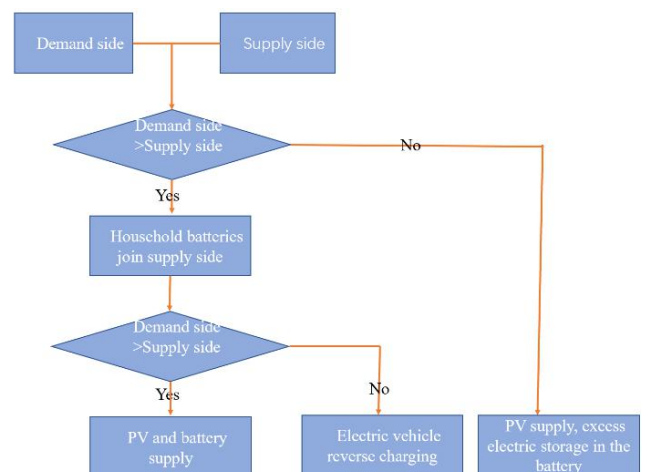 Demand side
Supply side
Demand side
>Supply side
No
Yes
Household batteries
join supply side
Demand side
>Supply side
No
Yes
PV and battery
supply
Electric vehicle
reverse charging
PV supply, excess
electric storage in the
battery